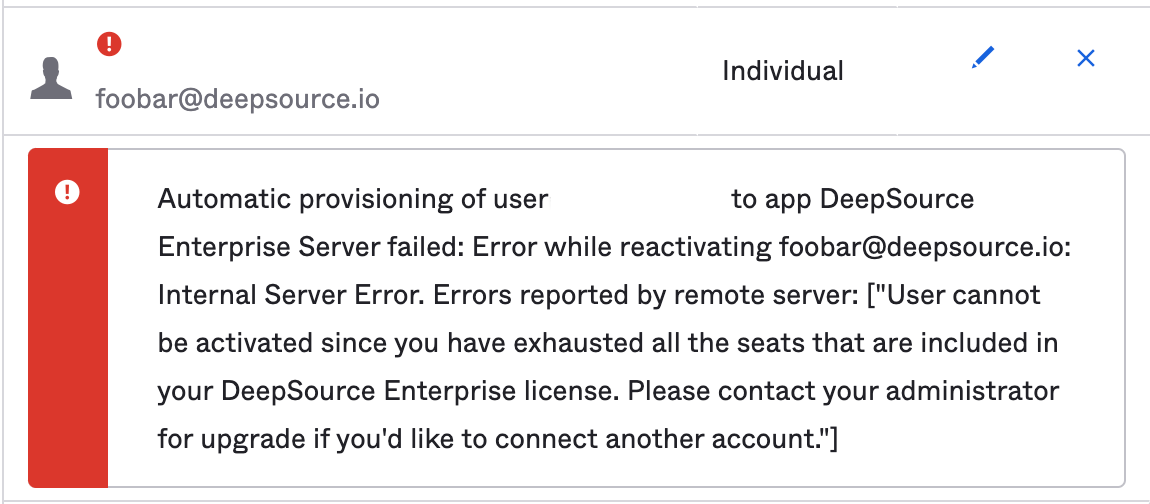 foobar@deepsource.io
Individual
Automatic provisioning of user to app DeepSource
Enterprise Server failed: Error while reactivating foobar@deepsource.io:
Internal Server Error. Errors reported by remote server: ["User cannot
be activated since you have exhausted all the seats that are included in
your DeepSource Enterprise license. Please contact your administrator
for upgrade if you'd like to connect another account."]